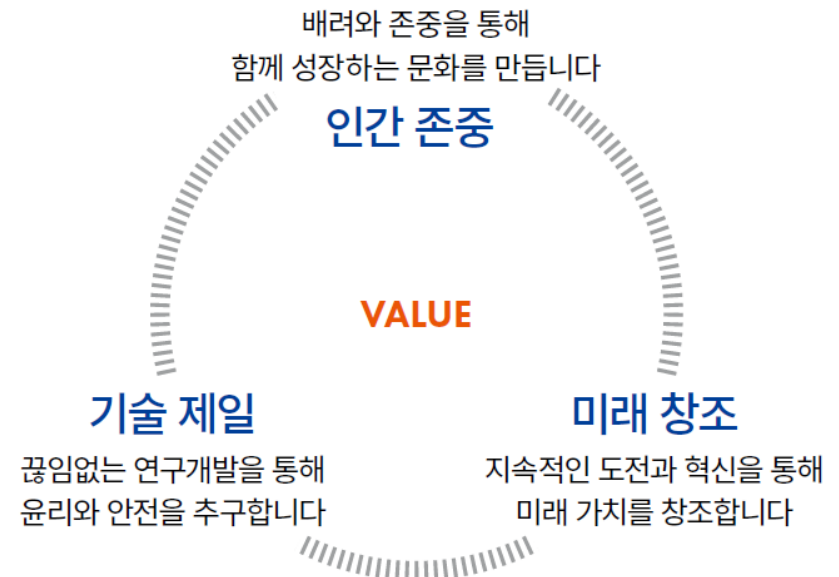 배려와 존중을 통해
함께 성장하는 문화를 만듭니다
인간 존중
VALUE
기술 제일
끊임없는 연구개발을 통해
윤리와 안전을 추구합니다
미래 창조
지속적인 도전과 혁신을 통해
미래 가치를 창조합니다